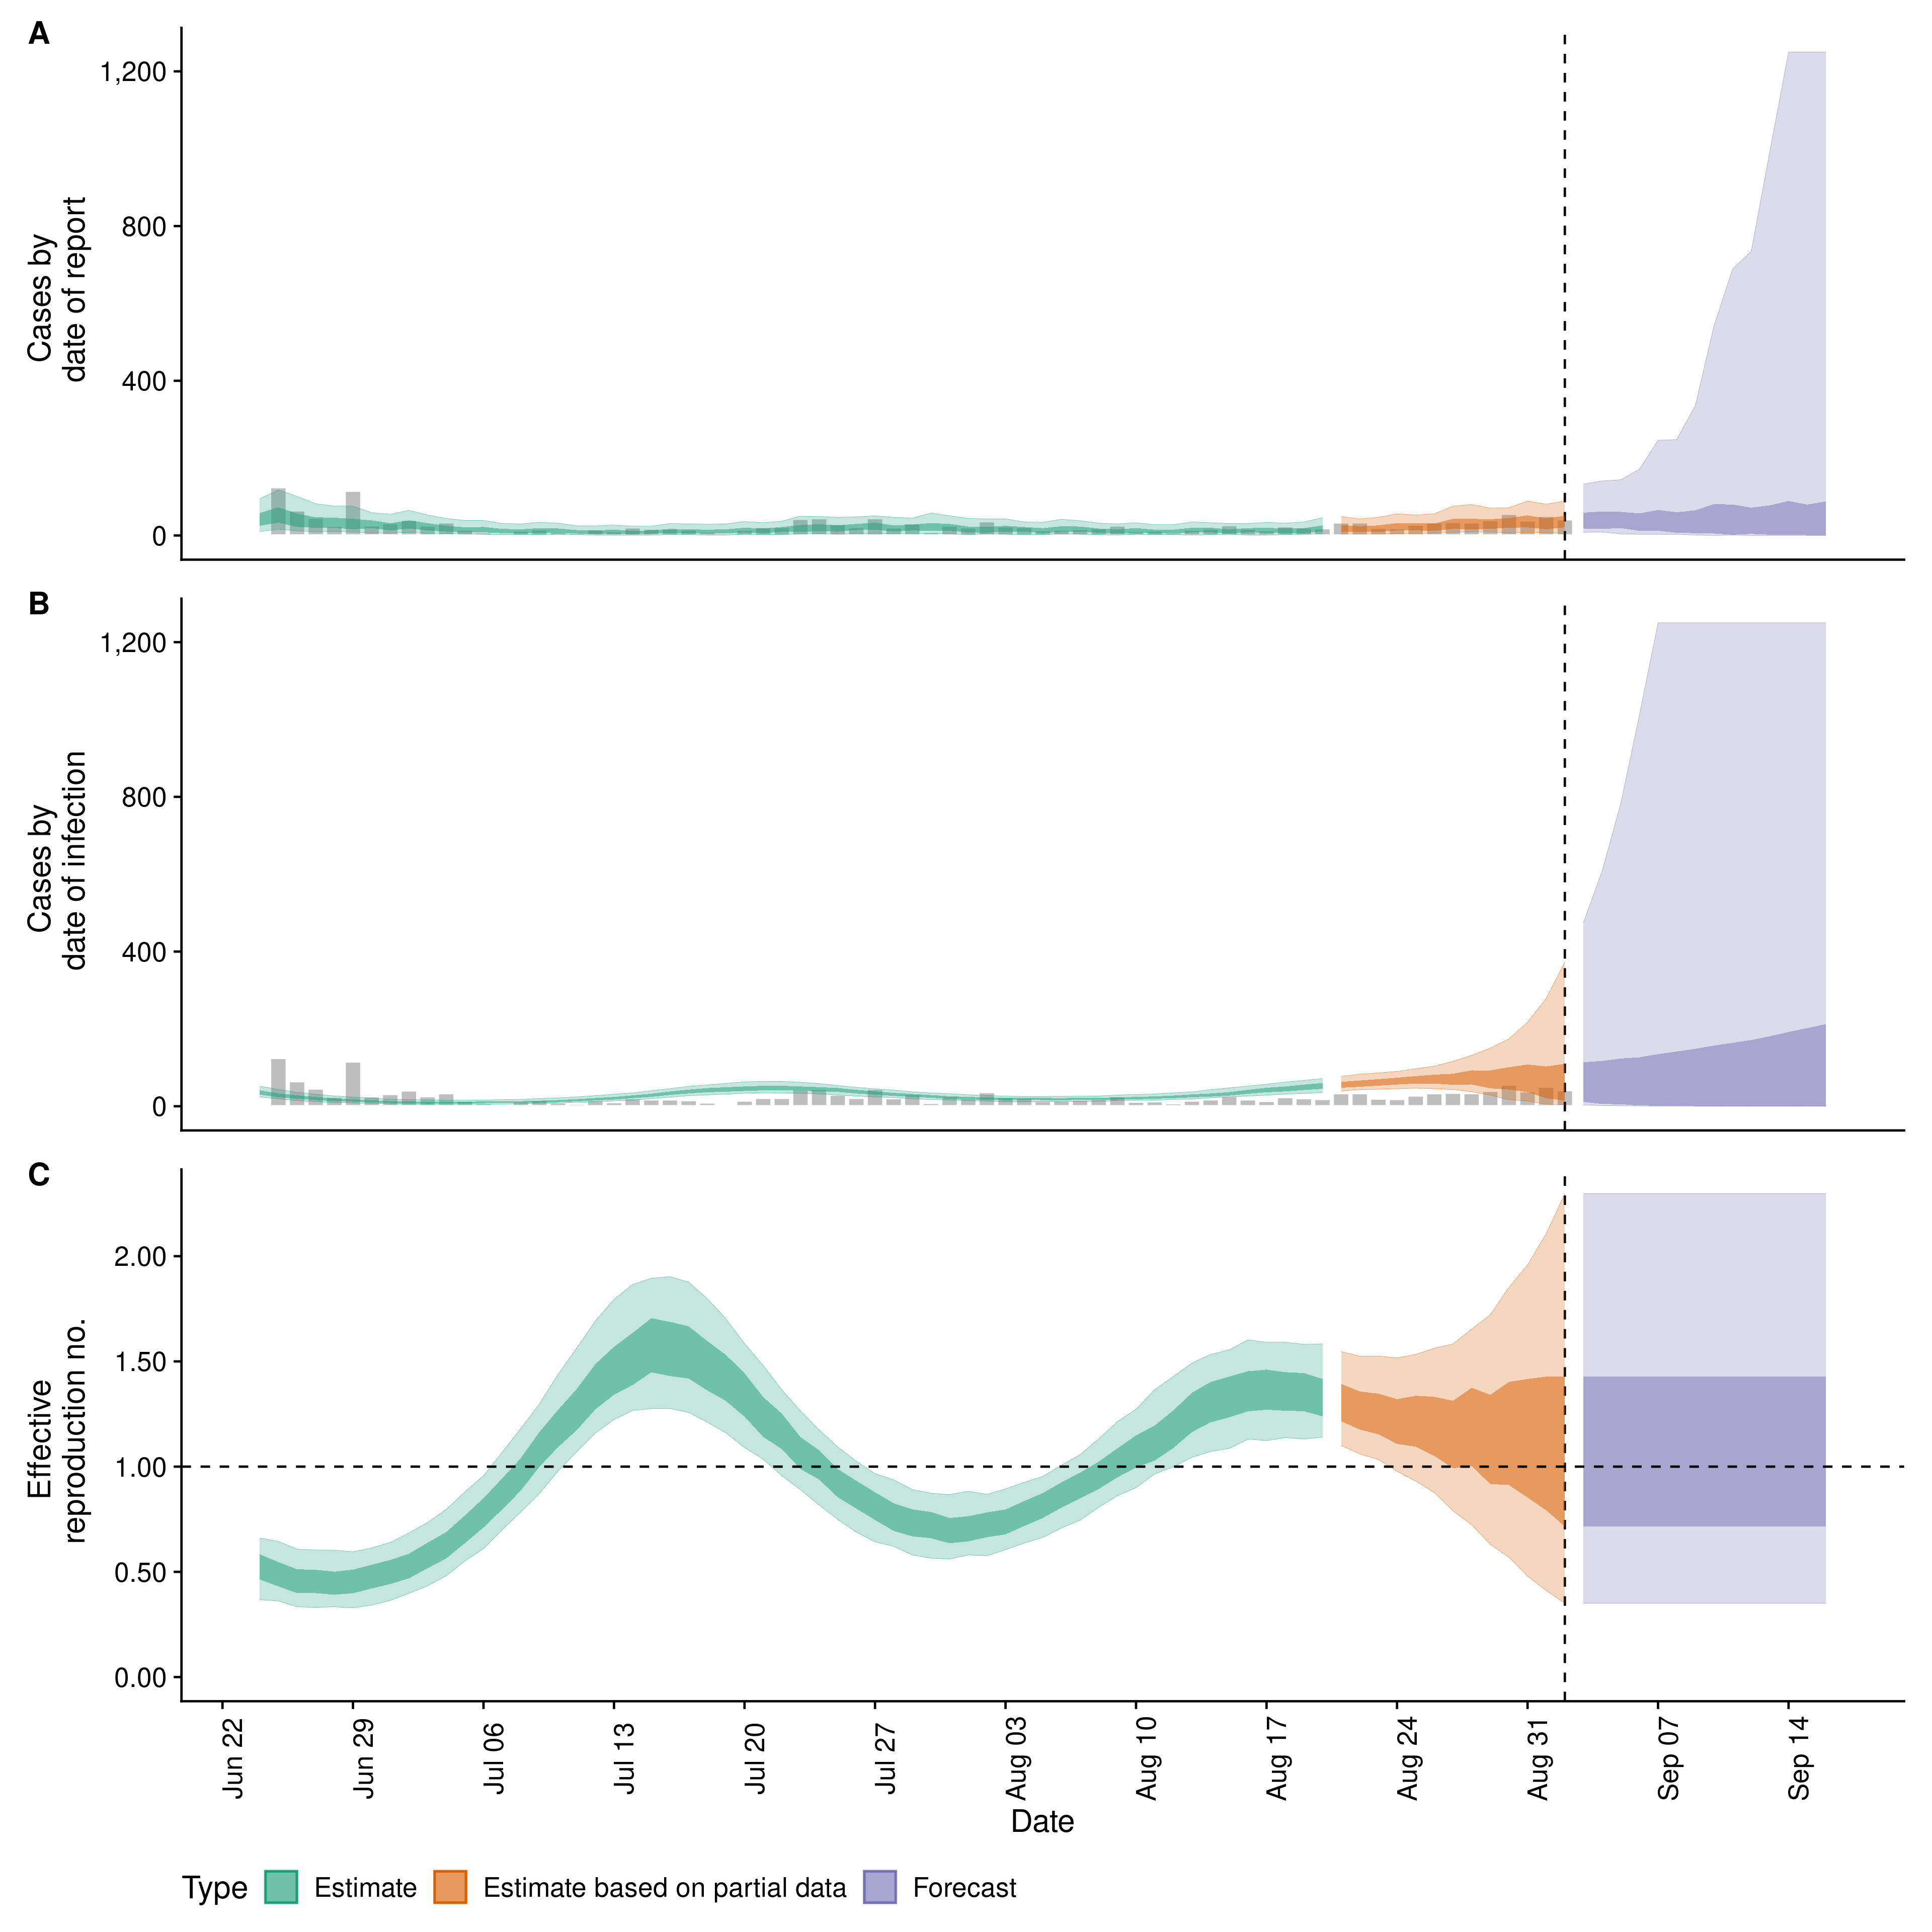 A
1,200
800
400
0
Cases by
date of report
B
1,200
800
400
0
Cases by
date of infection
C
2.00
1.50
1.00
0.50
0.00
Effective
reproduction no.
Jun 22
Jun 29
Jul 06
Jul 13
Jul 20
Jul 27
Aug 03
Aug 10
Aug 17
Aug 24
Aug 31
Sep 07
Sep 14
Date
Type Estimate Estimate based on partial data Forecast